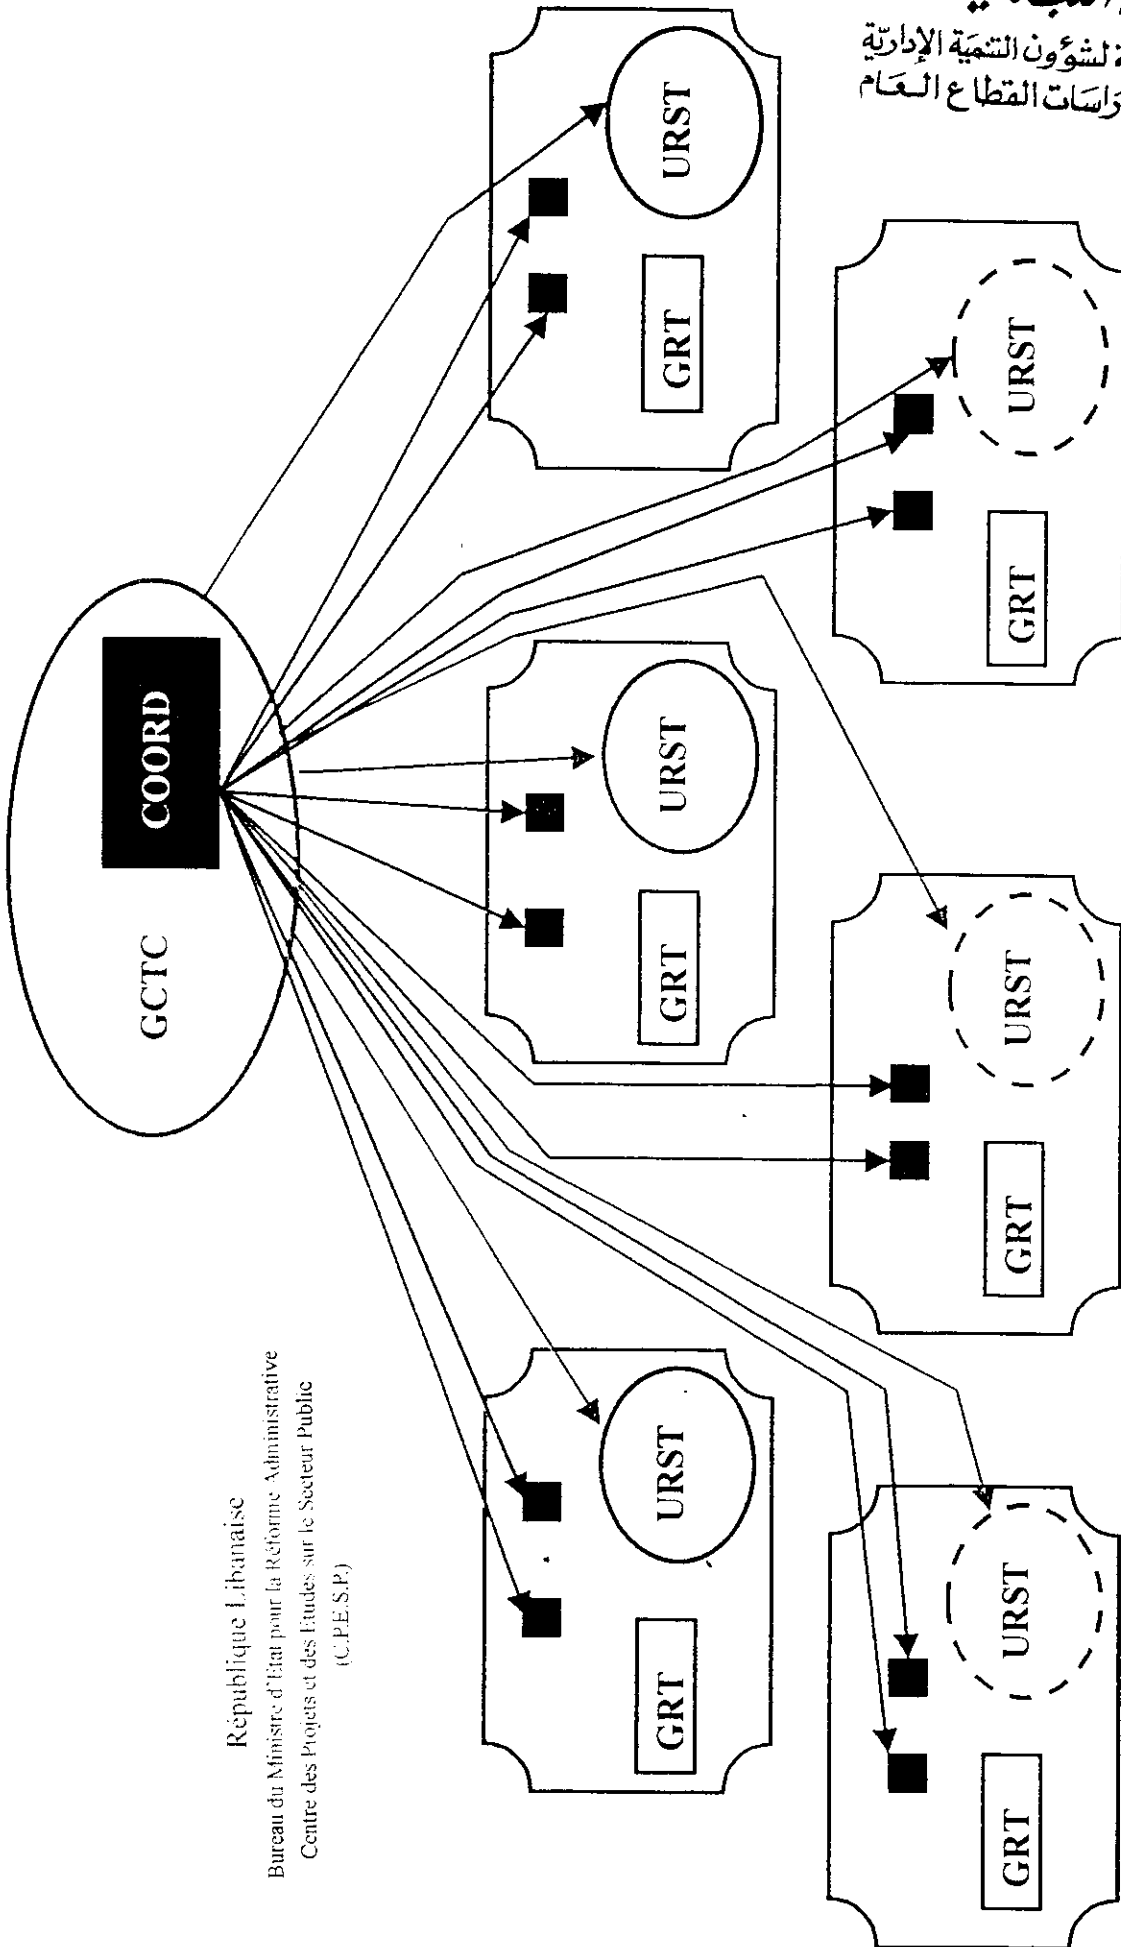 République Libanaise
Bureau du Ministre d'Etat pour la Réforme Administrative
Centre des Projets et des Etudes sur le Secteur Public
(C.P.E.S.P.)
لشؤون التنمية الإدارية
القطاع العام
GCTC
COORD
GRT
URST
GRT
URST
GRT
URST
GRT
URST
GRT
URST
GRT
URST